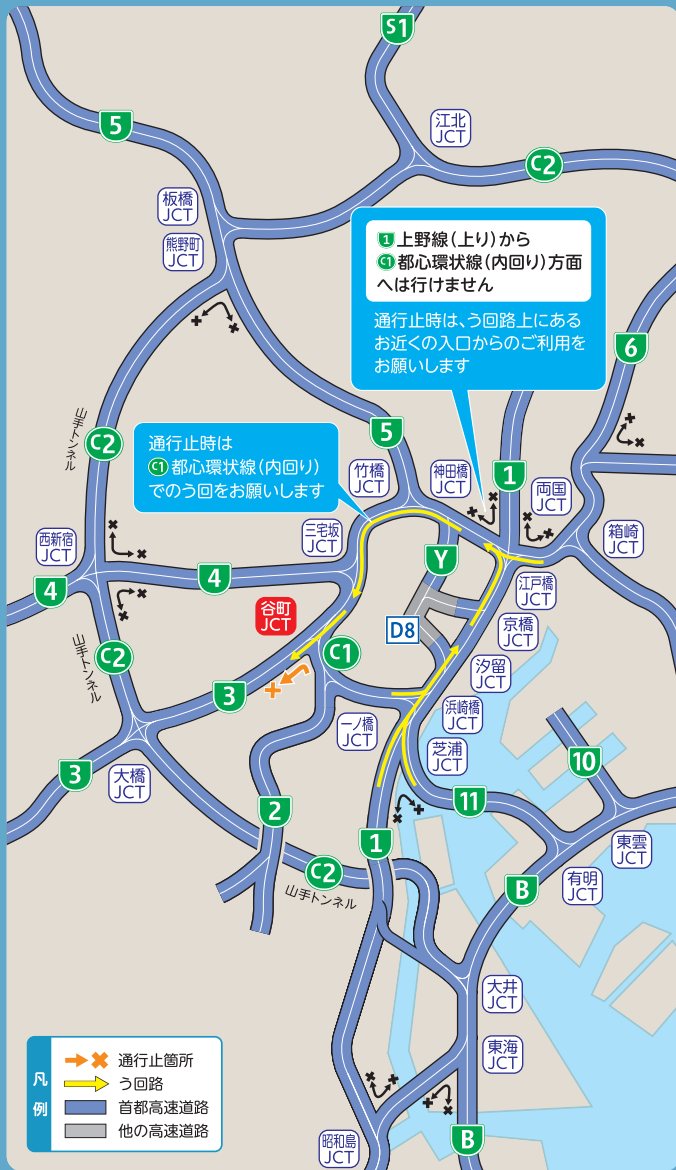 S1
江北
JCT
5
C2
板橋
JCT
熊野町
JCT
1 上野線(上り)から
C1 都心環状線(内回り)方面
へは行けません
通行止時は、う回路上にある
お近くの入口からのご利用を
お願いします
6
山手トンネル
C2
通行止時は
C1 都心環状線(内回り)
でのう回をお願いします
5
竹橋
JCT
神田橋
JCT
1
両国
JCT
箱崎
JCT
西新宿
JCT
三宅坂
JCT
Y
4
4
江戸橋
JCT
谷町
JCT
D8
京橋
JCT
C1
C2
山手トンネル
汐留
JCT
3
浜崎橋
JCT
一ノ橋
JCT
芝浦
JCT
3
大橋
JCT
10
2
11
1
東雲
JCT
C2
山手トンネル
B
有明
JCT
大井
JCT
東海
JCT
B
昭和島
JCT
凡例
通行止箇所
う回路
首都高速道路
他の高速道路